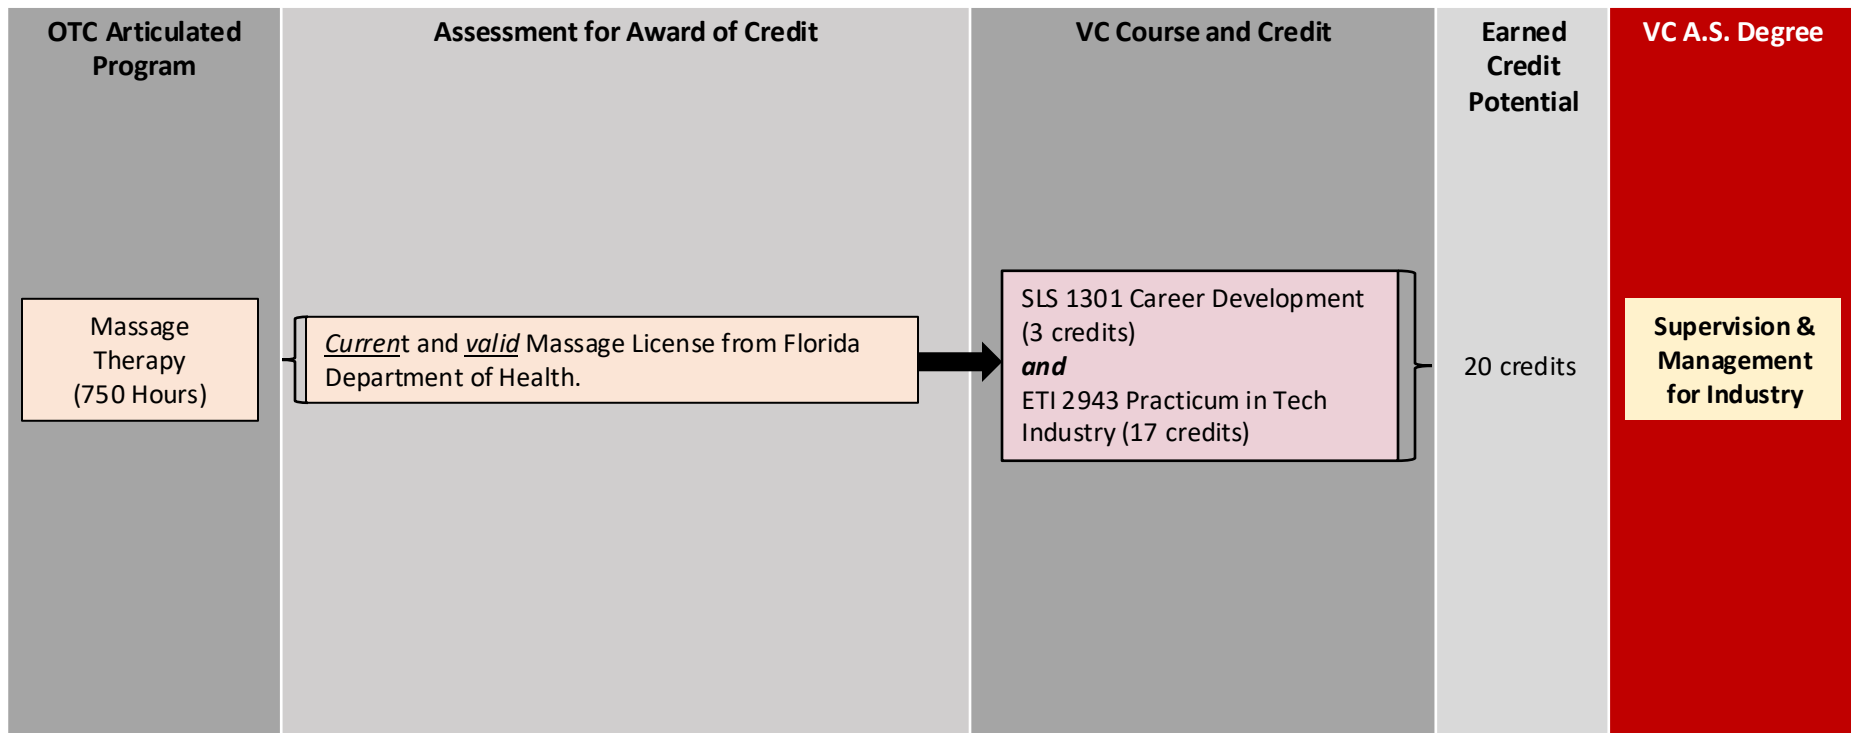 OTC Articulated
Program
Assessment for Award of Credit
VC Course and Credit
Earned
Credit
Potential
VC A.S. Degree
Massage
Therapy
(750 Hours)
Current and valid Massage License from Florida
Department of Health.
SLS 1301 Career Development
(3 credits)
and
ETI 2943 Practicum in Tech
Industry (17 credits)
20 credits
Supervision &
Management
for Industry